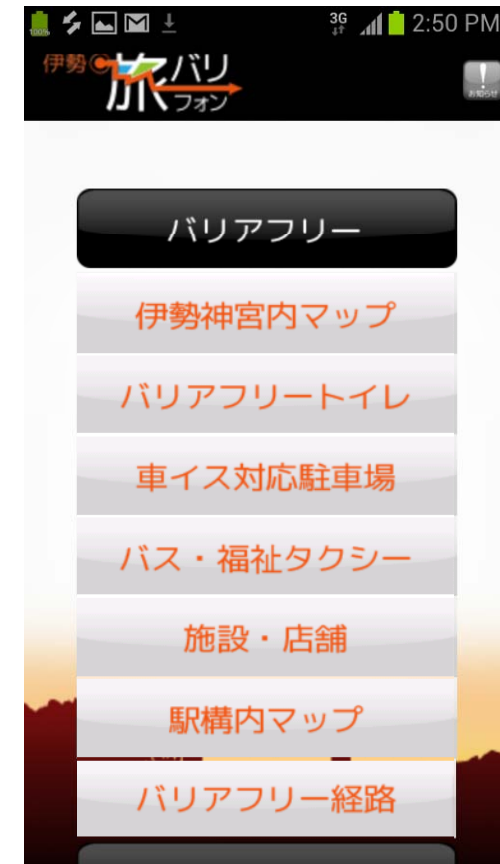 100%
3G
2:50 PM
伊勢
旅バリ
フォン
お知らせ
バリアフリー
伊勢神宮内マップ
バリアフリートイレ
車イス対応駐車場
バス・福祉タクシー
施設・店舗
駅構内マップ
バリアフリー経路